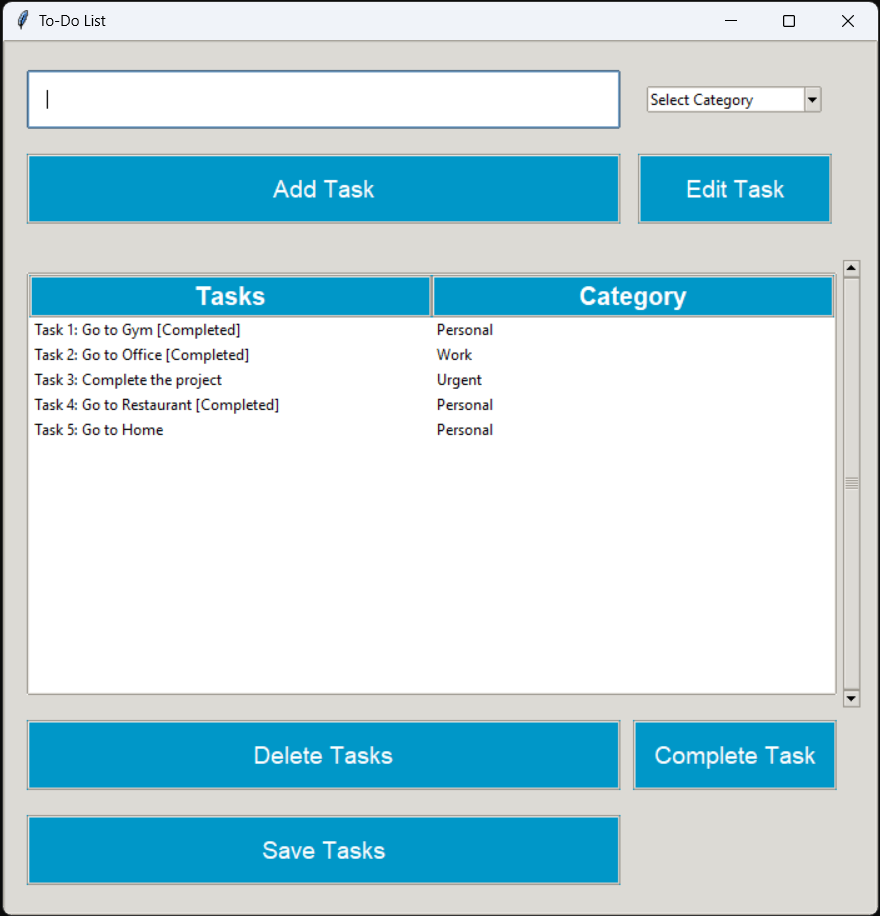 To-Do List
Select Category
Add Task
Edit Task
Tasks Category
Task 1: Go to Gym [Completed] Personal
Task 2: Go to Office [Completed] Work
Task 3: Complete the project Urgent
Task 4: Go to Restaurant [Completed] Personal
Task 5: Go to Home Personal
Delete Tasks
Complete Task
Save Tasks